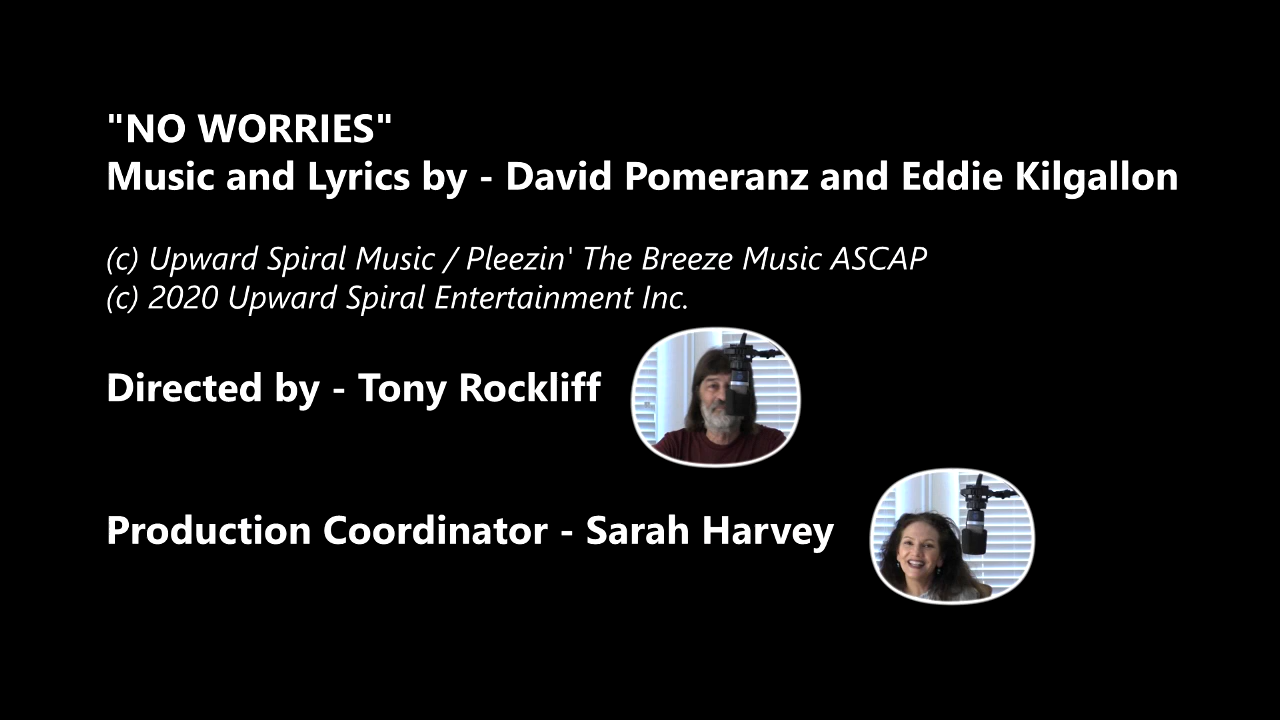 "NO WORRIES"
Music and Lyrics by - David Pomeranz and Eddie Kilgallon
(c) Upward Spiral Music / Pleezin' The Breeze Music ASCAP
(c) 2020 Upward Spiral Entertainment Inc.
Directed by - Tony Rockliff
Production Coordinator - Sarah Harvey